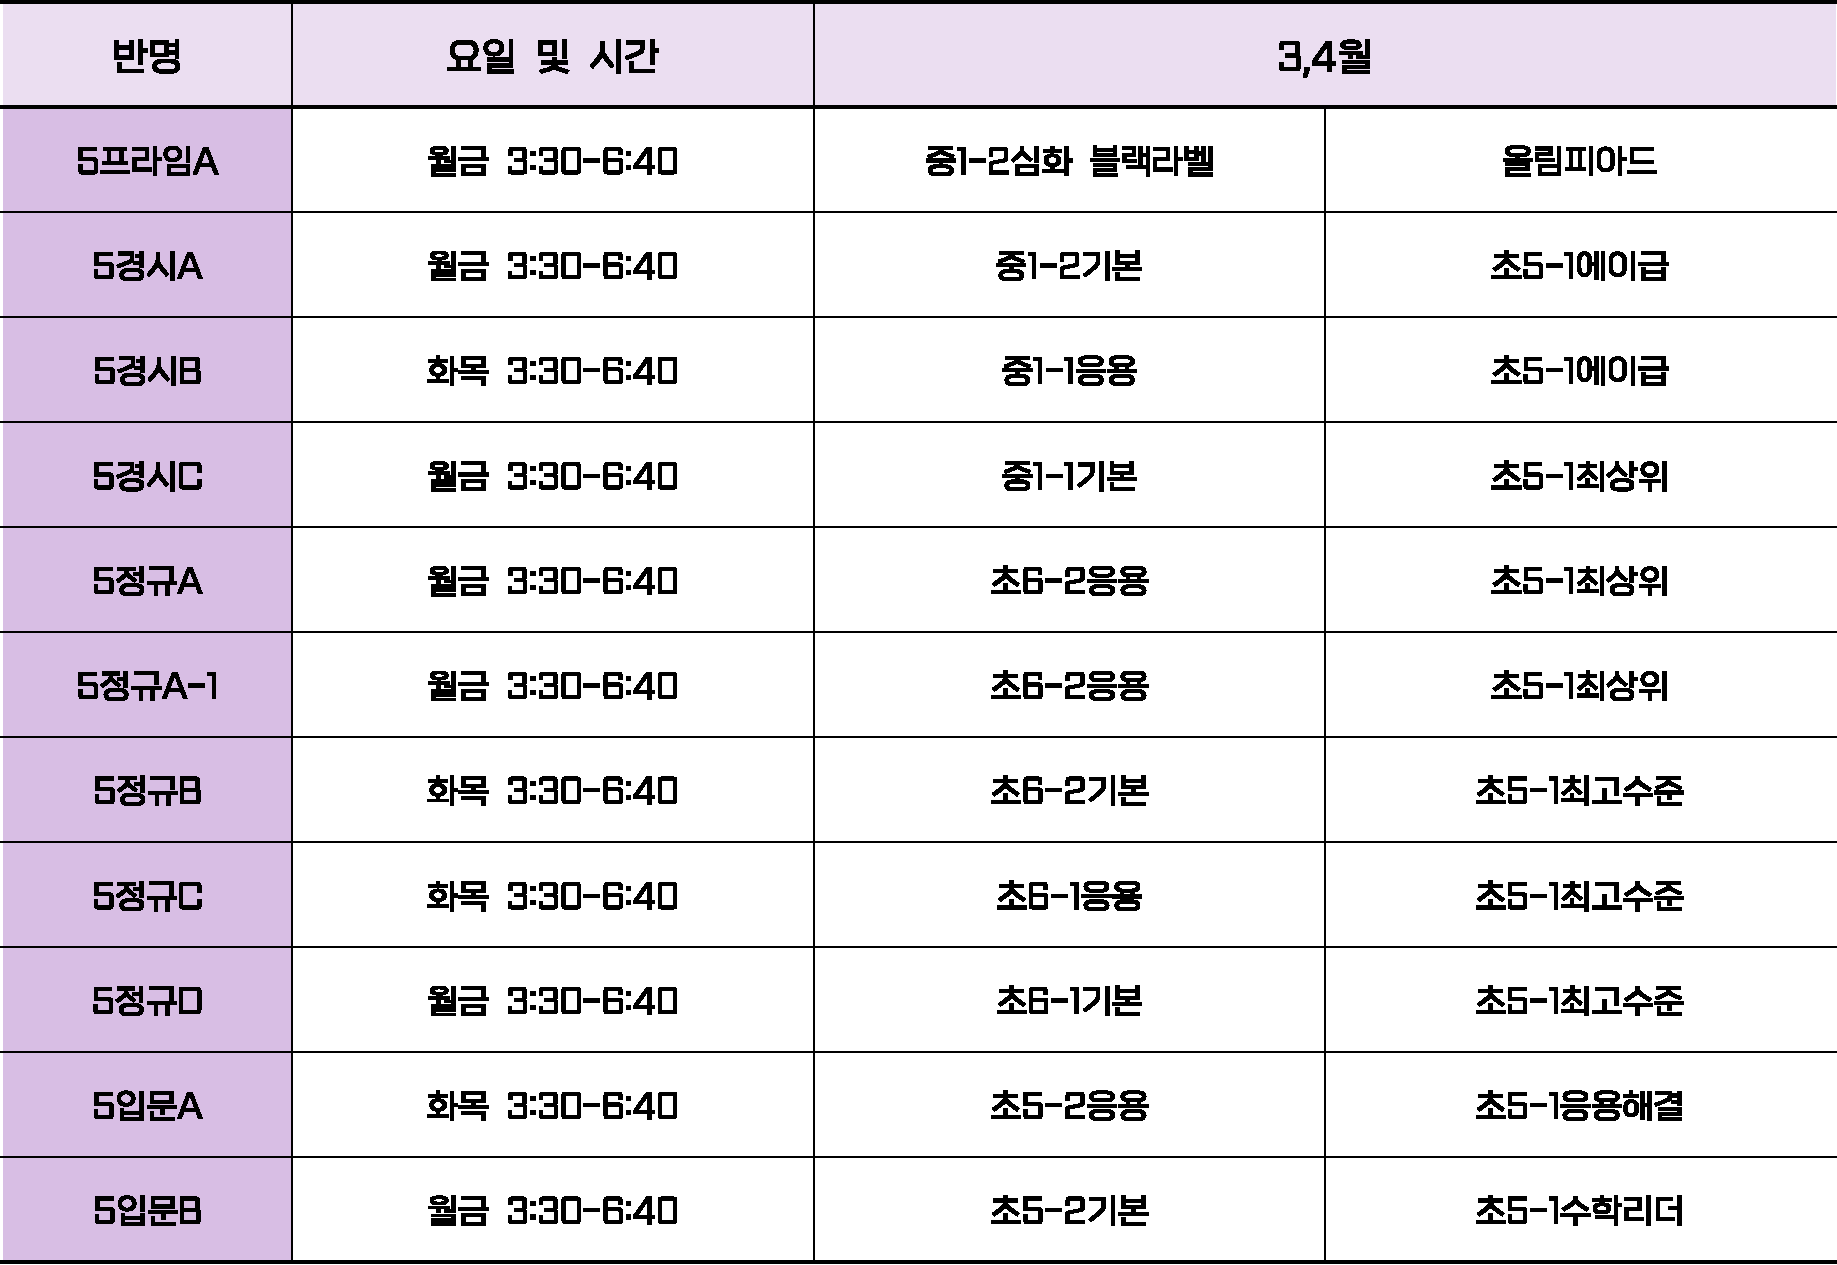 반명 요일 및 시간 3,4월
5프라임A 월금 3:30-6:40 중1-2심화 블랙라벨 올림피아드
5경시A 월금 3:30-6:40 중1-2기본 초5-1에이급
5경시B 화목 3:30-6:40 중1-1응용 초5-1에이급
5경시C 월금 3:30-6:40 중1-1기본 초5-1최상위
5정규A 월금 3:30-6:40 초6-2응용 초5-1최상위
5정규A-1 월금 3:30-6:40 초6-2응용 초5-1최상위
5정규B 화목 3:30-6:40 초6-2기본 초5-1최고수준
5정규C 화목 3:30-6:40 초6-1응용 초5-1최고수준
5정규D 월금 3:30-6:40 초6-1기본 초5-1최고수준
5입문A 화목 3:30-6:40 초5-2응용 초5-1응용해결
5입문B 월금 3:30-6:40 초5-2기본 초5-1수학리더